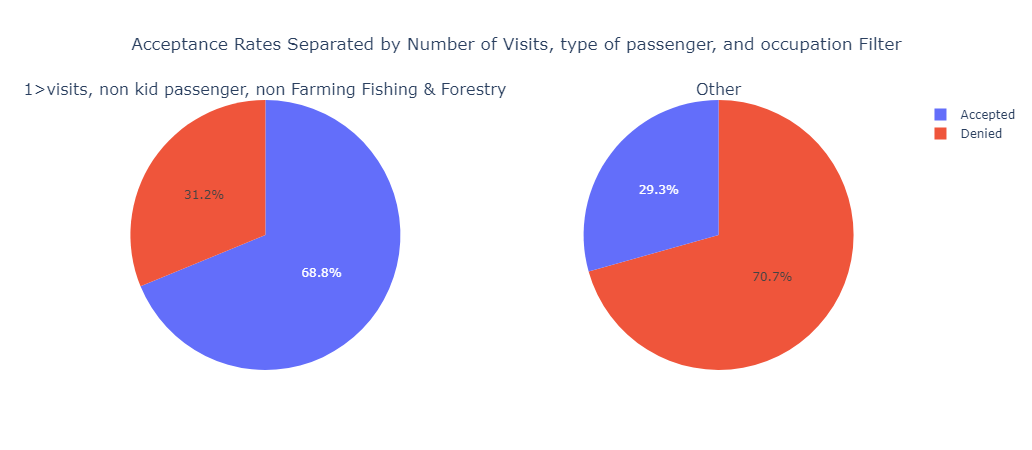 Acceptance Rates Separated by Number of Visits, type of passenger, and occupation Filter
1>visits, non kid passenger, non Farming Fishing & Forestry
Other
Accepted
Denied
31.2%
68.8%
29.3%
70.7%